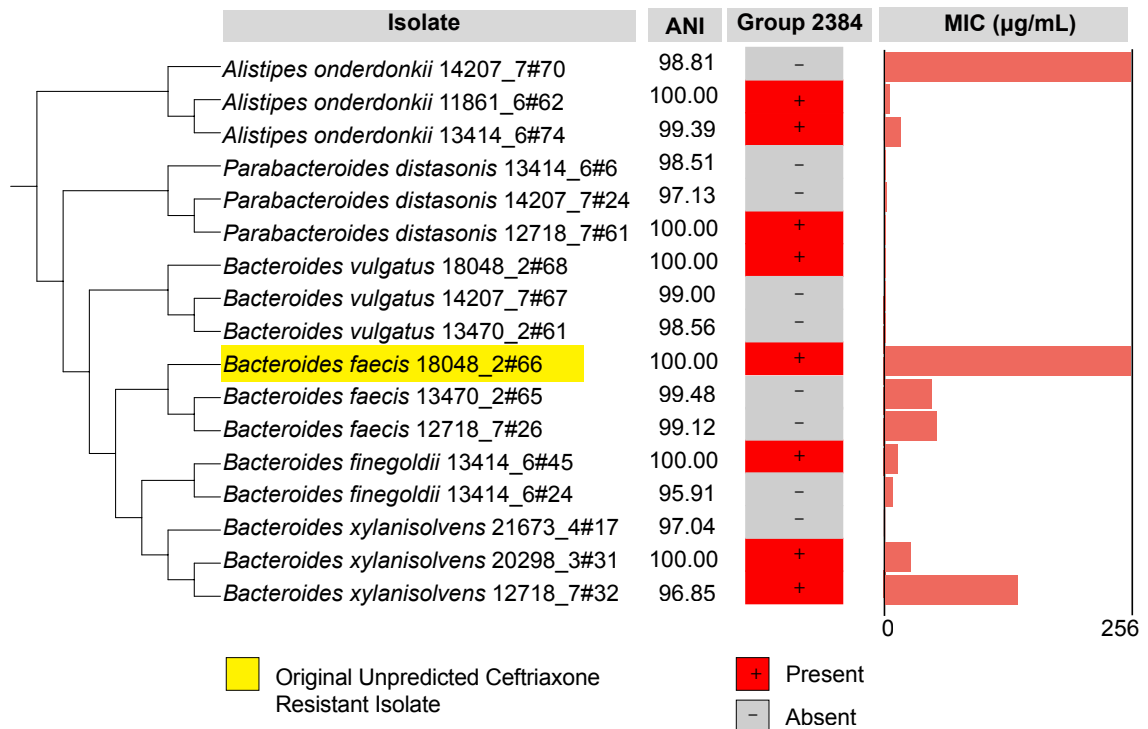 Isolate ANI Group 2384 MIC (µg/mL)
Alistipes onderdonkii 14207_7#70 98.81 −
Alistipes onderdonkii 11861_6#62 100.00 +
Alistipes onderdonkii 13414_6#74 99.39 +
Parabacteroides distasonis 13414_6#6 98.51 −
Parabacteroides distasonis 14207_7#24 97.13 −
Parabacteroides distasonis 12718_7#61 100.00 +
Bacteroides vulgatus 18048_2#68 100.00 +
Bacteroides vulgatus 14207_7#67 99.00 −
Bacteroides vulgatus 13470_2#61 98.56 −
Bacteroides faecis 18048_2#66 100.00 +
Bacteroides faecis 13470_2#65 99.48 −
Bacteroides faecis 12718_7#26 99.12 −
Bacteroides finegoldii 13414_6#45 100.00 +
Bacteroides finegoldii 13414_6#24 95.91 −
Bacteroides xylanisolvens 21673_4#17 97.04 −
Bacteroides xylanisolvens 20298_3#31 100.00 +
Bacteroides xylanisolvens 12718_7#32 96.85 +
0 256
Original Unpredicted Ceftriaxone
Resistant Isolate
+ Present
− Absent